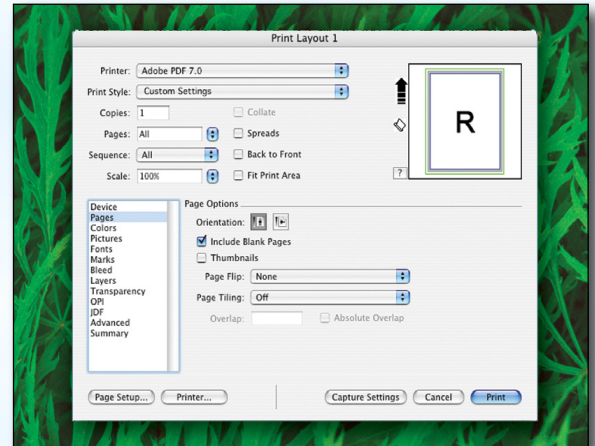 Print Layout 1
Printer: Adobe PDF 7.0
Print Style: Custom Settings
Copies: 1 Collate
Pages: All Spreads
Sequence: All Back to Front
Scale: 100% Fit Print Area
R
?
Device
Pages
Colors
Pictures
Fonts
Marks
Bleed
Layers
Transparency
OPI
JDF
Advanced
Summary
Page Options
Orientation:
Include Blank Pages
Thumbnails
Page Flip: None
Page Tiling: Off
Overlap: Absolute Overlap
Page Setup... Printer... Capture Settings Cancel Print